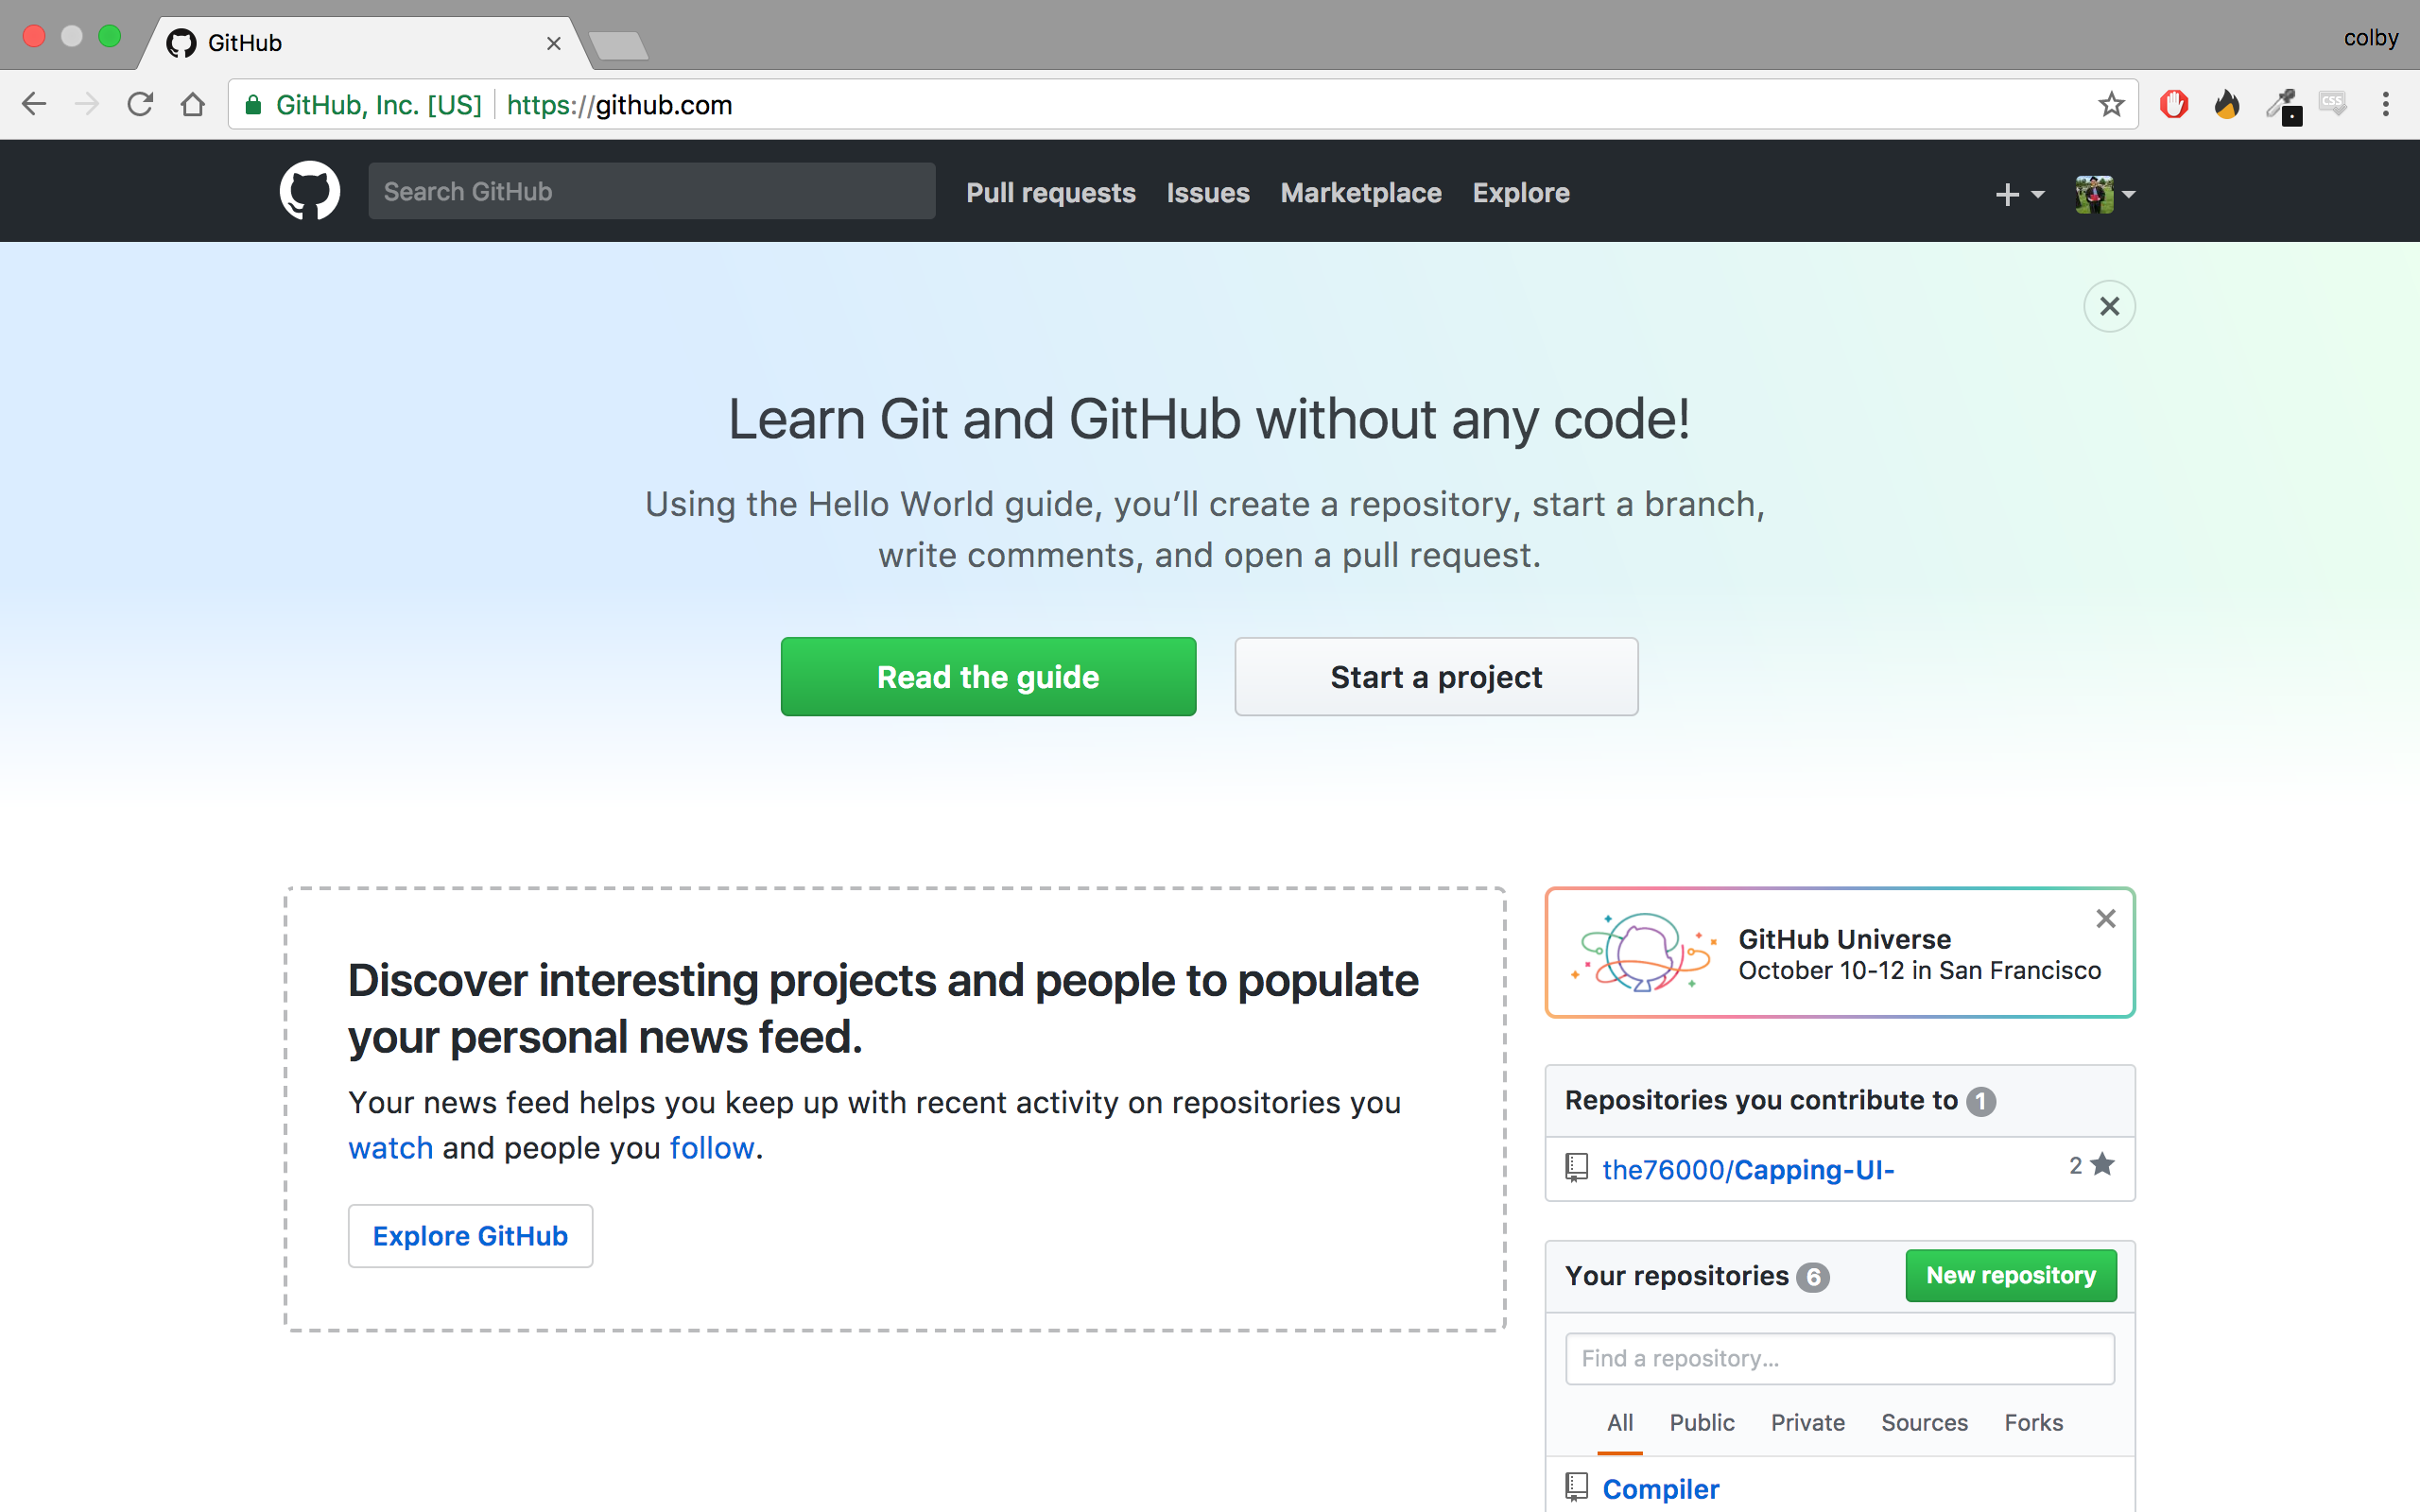 GitHub
colby
GitHub, Inc. [US] https://github.com
CSS
Search GitHub
Pull requests Issues Marketplace Explore
Learn Git and GitHub without any code!
Using the Hello World guide, you’ll create a repository, start a branch,
write comments, and open a pull request.
Read the guide Start a project
Discover interesting projects and people to populate
your personal news feed.
Your news feed helps you keep up with recent activity on repositories you
watch and people you follow.
Explore GitHub
GitHub Universe
October 10-12 in San Francisco
Repositories you contribute to 1
the76000/Capping-UI- 2
Your repositories 6 New repository
Find a repository...
All Public Private Sources Forks
Compiler